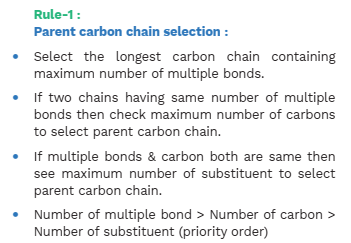 Rule-1 :
Parent carbon chain selection :
• Select the longest carbon chain containing
maximum number of multiple bonds.
• If two chains having same number of multiple
bonds then check maximum number of carbons
to select parent carbon chain.
• If multiple bonds & carbon both are same then
see maximum number of substituent to select
parent carbon chain.
• Number of multiple bond > Number of carbon >
Number of substituent (priority order)